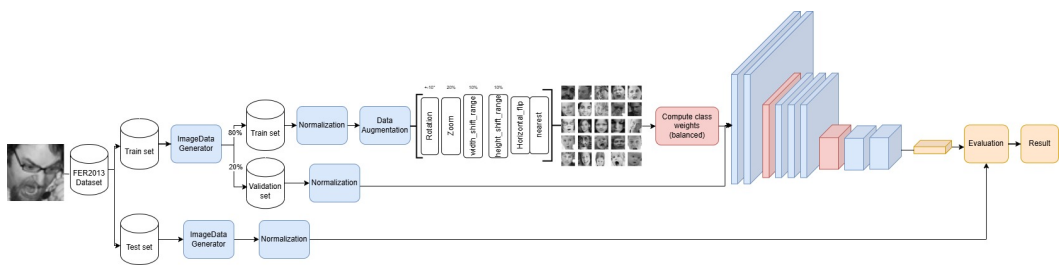 FER2013
Dataset
Train set
ImageData
Generator
80%
20%
Train set
Normalization
Data
Augmentation
+-10°
20%
10%
10%
Rotation
Zoom
width_shift_range
height_shift_range
Horizontal_flip
nearest
Compute class
weights
(balanced)
Validation
set
Normalization
Test set
ImageData
Generator
Normalization
Evaluation
Result